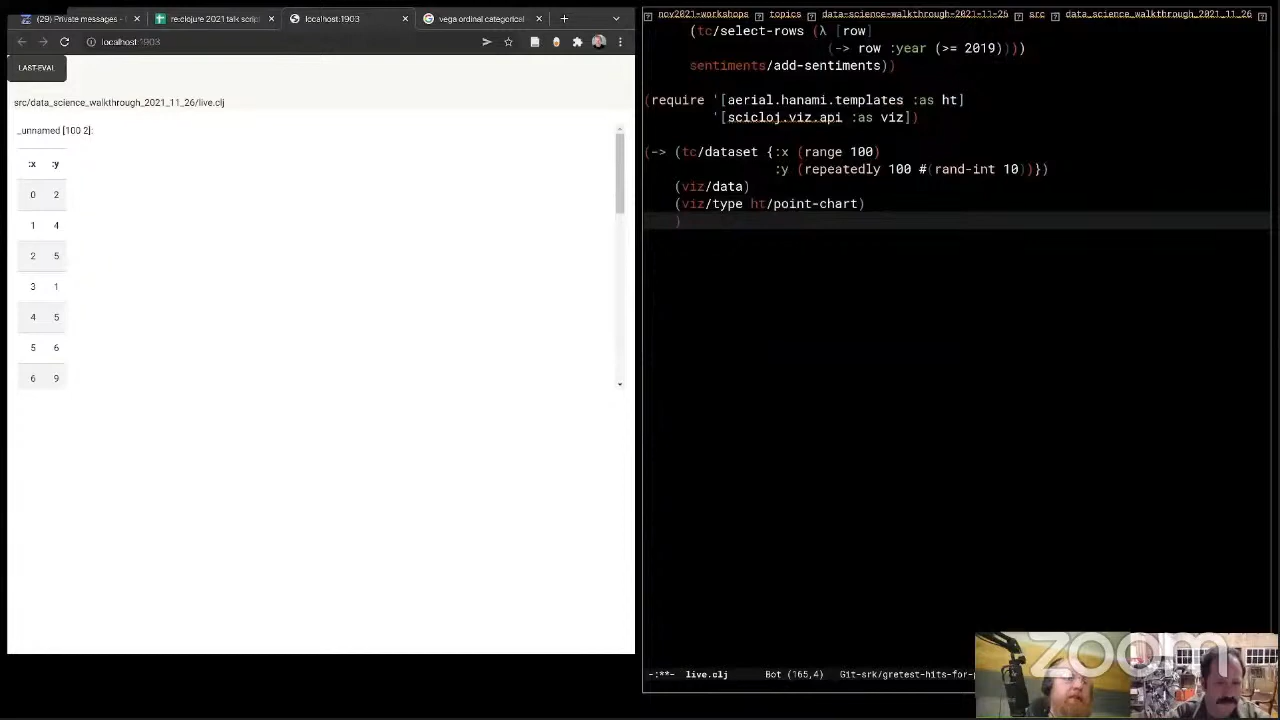 (29) Private messages -
re:clojure 2021 talk scrip
localhost:1903
vega ordinal categorical
localhost:1903
LAST-EVAL
src/data_science_walkthrough_2021_11_26/live.clj
_unnamed [100 2]:
:x :y
0 2
1 4
2 5
3 1
4 5
5 6
6 9
nov2021-workshops topics data-science-walkthrough-2021-11-26 src data_science_walkthrough_2021_11_26
(tc/select-rows (λ [row]
(-> row :year (>= 2019))))
sentiments/add-sentiments))
(require '[aerial.hanami.templates :as ht]
'[scicloj.viz.api :as viz])
(-> (tc/dataset {:x (range 100)
:y (repeatedly 100 #(rand-int 10))})
(viz/data)
(viz/type ht/point-chart)
)
-:**- live.clj Bot (165,4) Git-srk/gretest-hits-for-
zoom